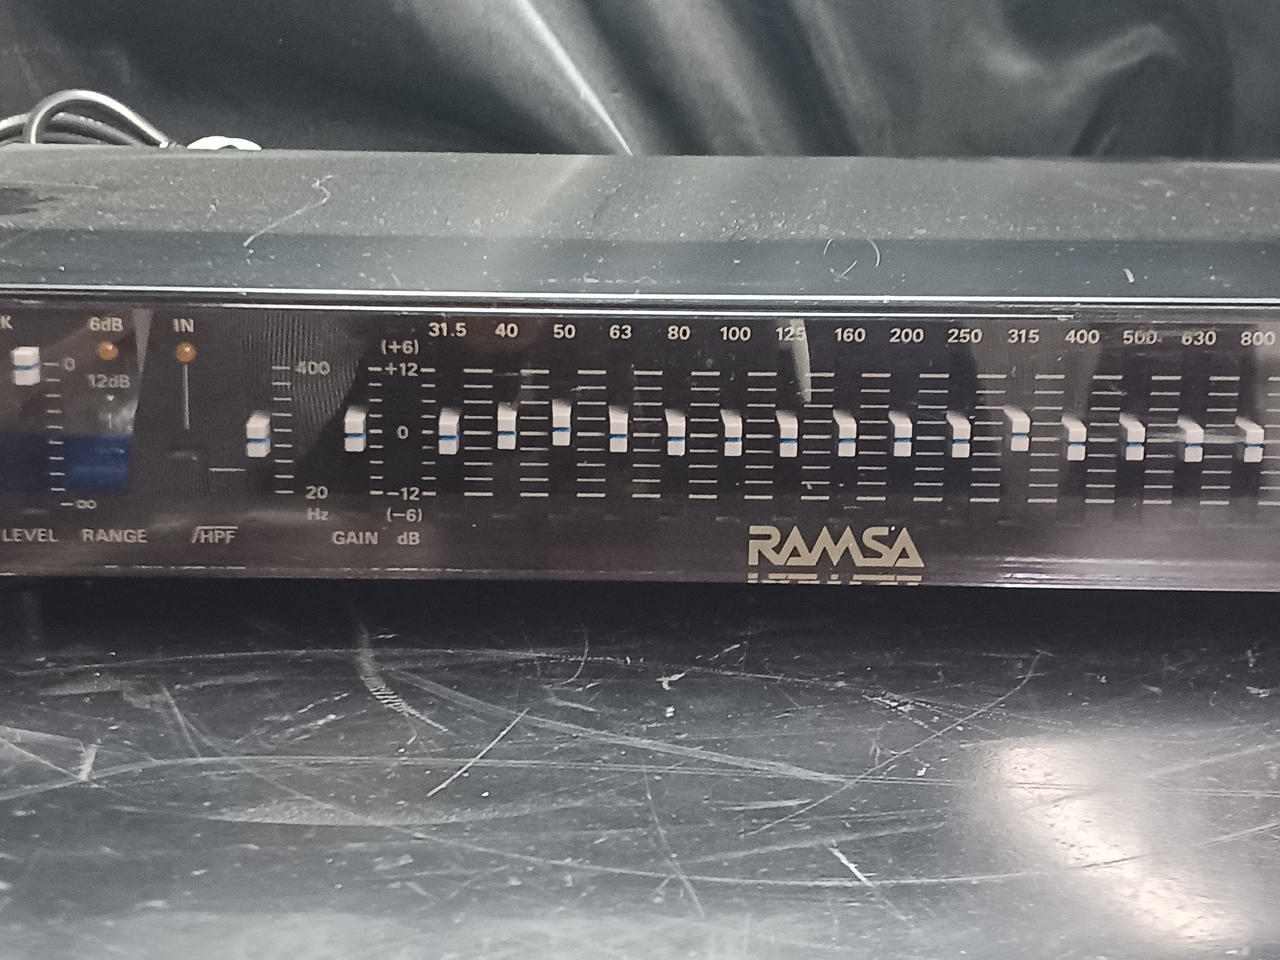 K 6dB IN 31.5 40 50 63 80 100 125 160 200 250 315 400 500 630 800
(+6)
0 400 +12
12dB
0
-∞ 20 -12
Hz (-6)
LEVEL RANGE HPF GAIN dB
RAMSA